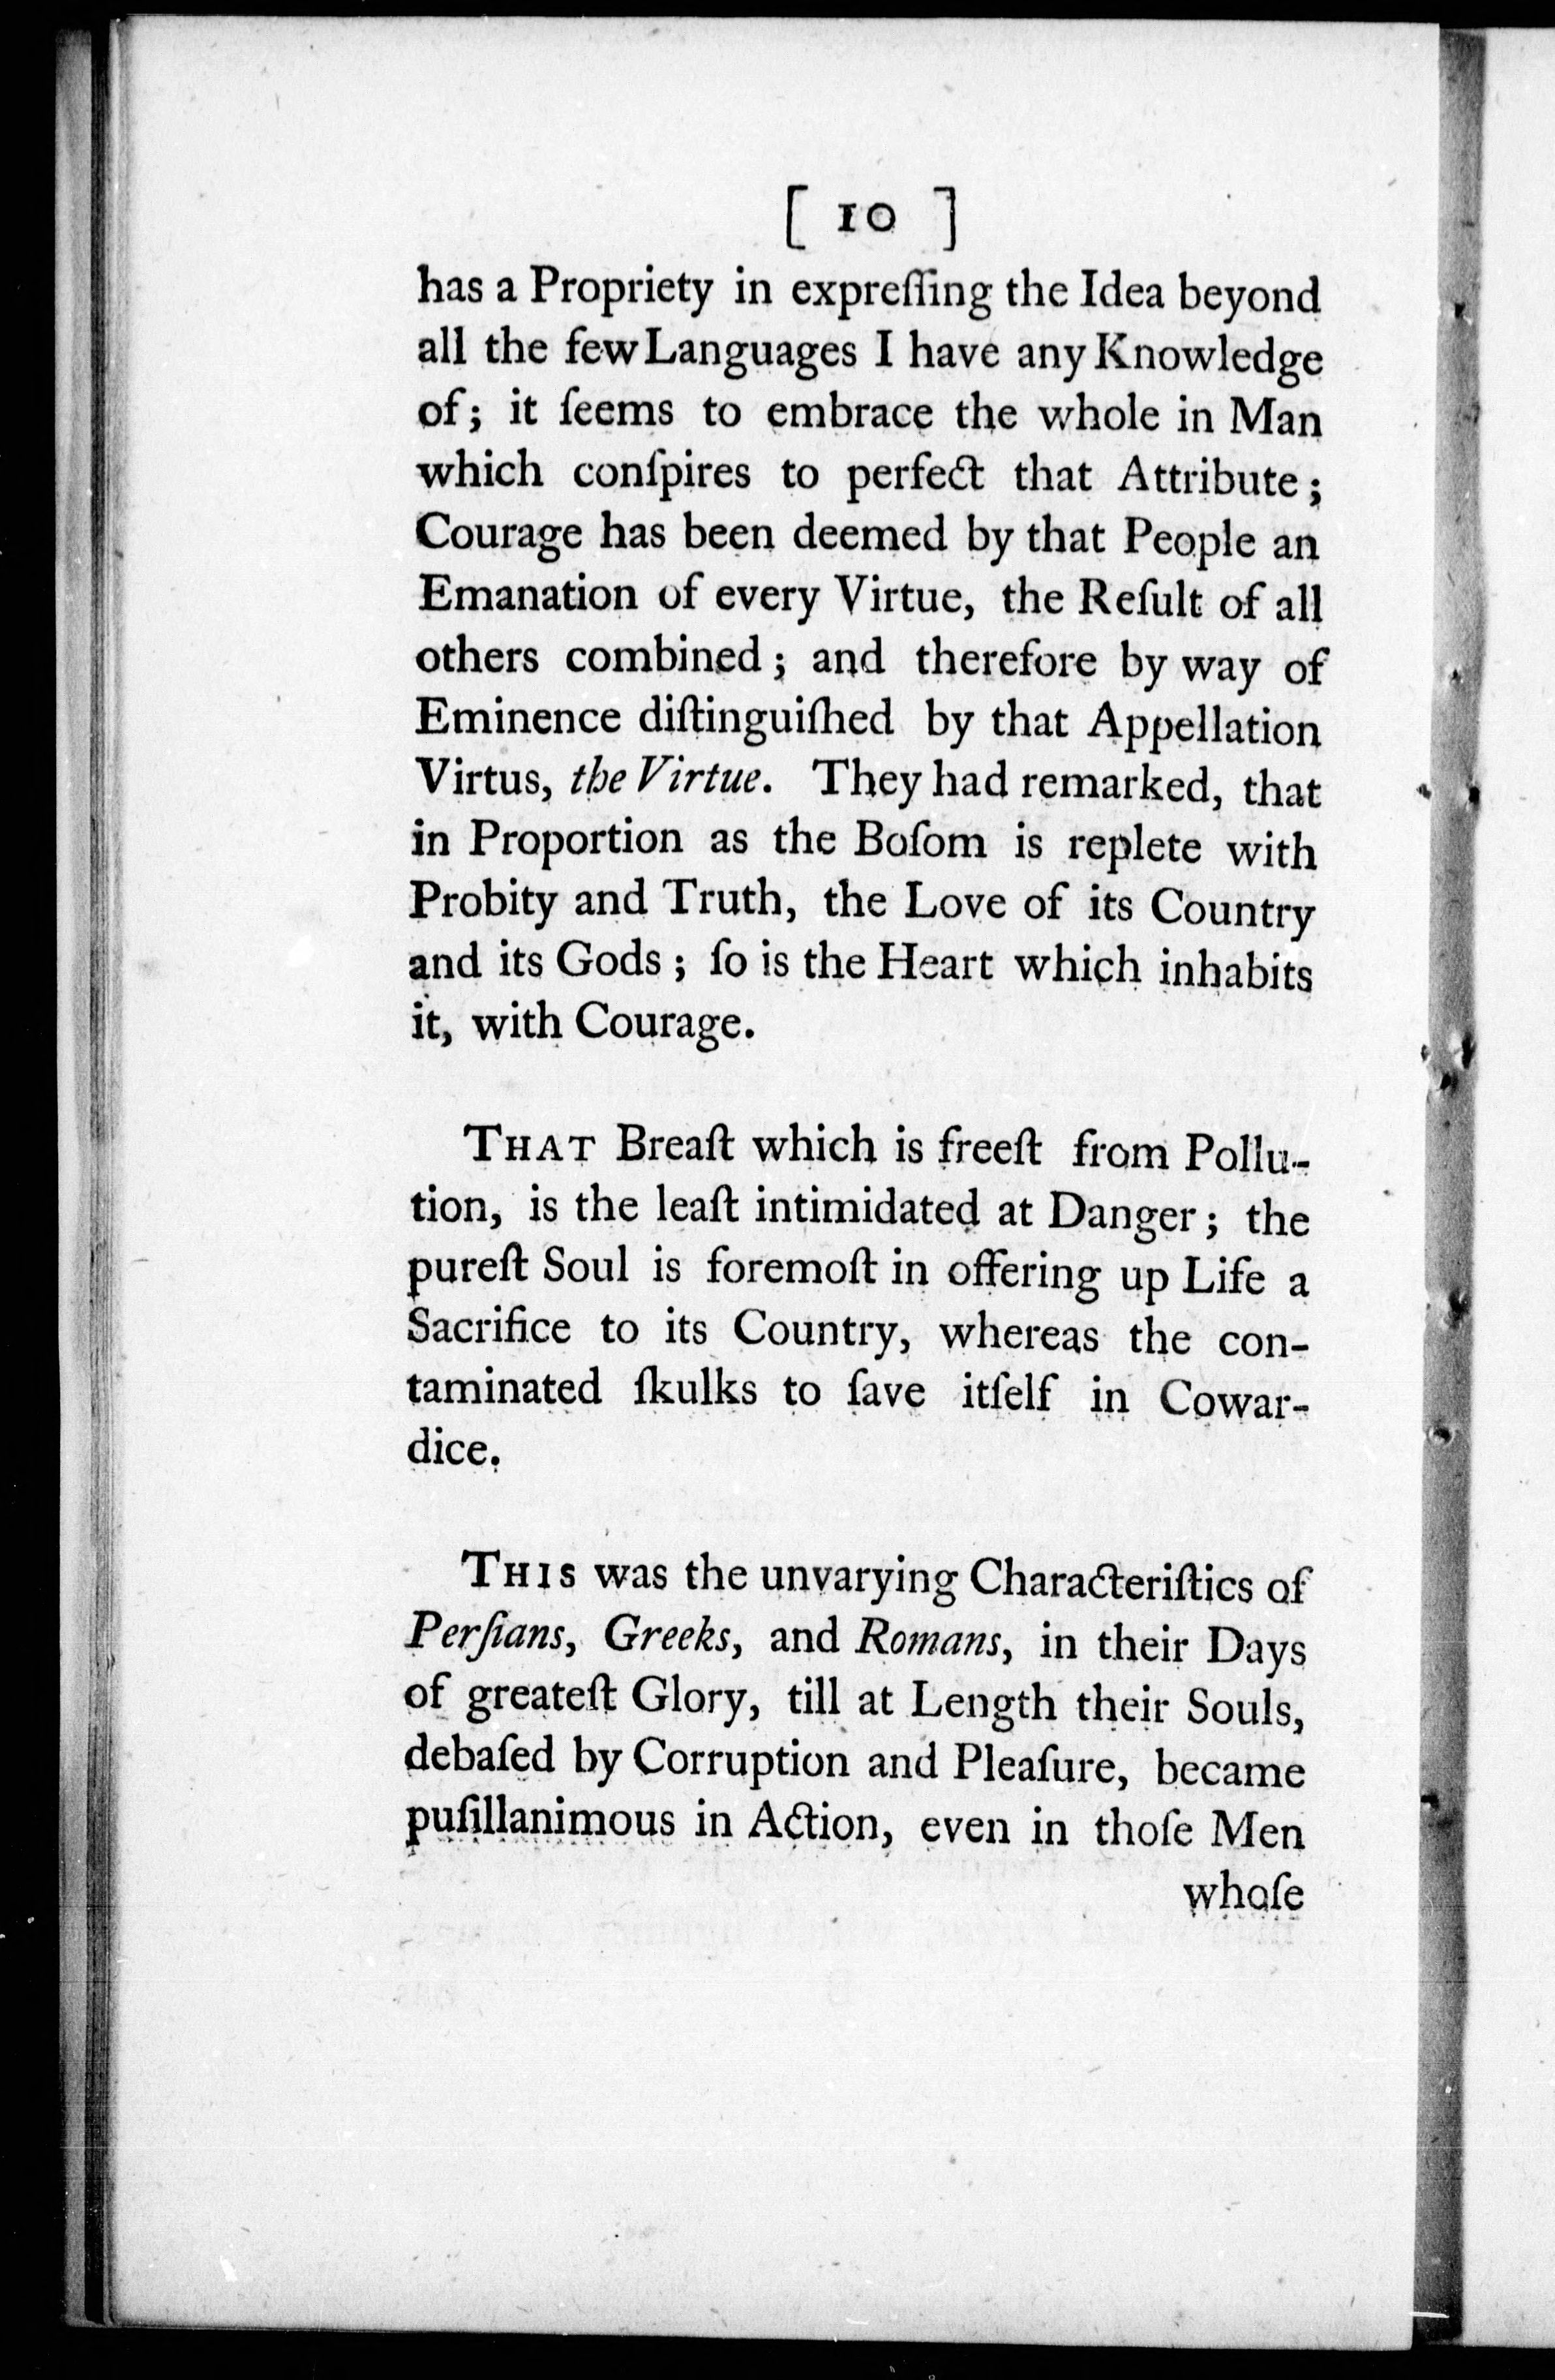 [ 10 ]
has a Propriety in expreſſing the Idea beyond
all the few Languages I have any Knowledge
of; it ſeems to embrace the whole in Man
which conſpires to perfect that Attribute;
Courage has been deemed by that People an
Emanation of every Virtue, the Reſult of all
others combined; and therefore by way of
Eminence diſtinguiſhed by that Appellation
Virtus, the Virtue. They had remarked, that
in Proportion as the Boſom is replete with
Probity and Truth, the Love of its Country
and its Gods; ſo is the Heart which inhabits
it, with Courage.
THAT Breaſt which is freeſt from Pollu-
tion, is the leaſt intimidated at Danger; the
pureſt Soul is foremoſt in offering up Life a
Sacrifice to its Country, whereas the con-
taminated ſkulks to ſave itſelf in Cowar-
dice.
THIS was the unvarying Characteriſtics of
Perſians, Greeks, and Romans, in their Days
of greateſt Glory, till at Length their Souls,
debaſed by Corruption and Pleaſure, became
puſillanimous in Action, even in thoſe Men
whoſe